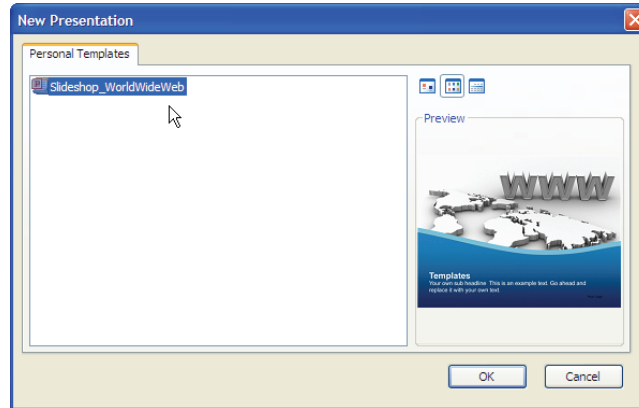 New Presentation
Personal Templates
Slideshop_WorldWideWeb
Preview
WWW
Templates
Your own sub headline This is an example text. Go ahead and
replace it with your own text
OK
Cancel